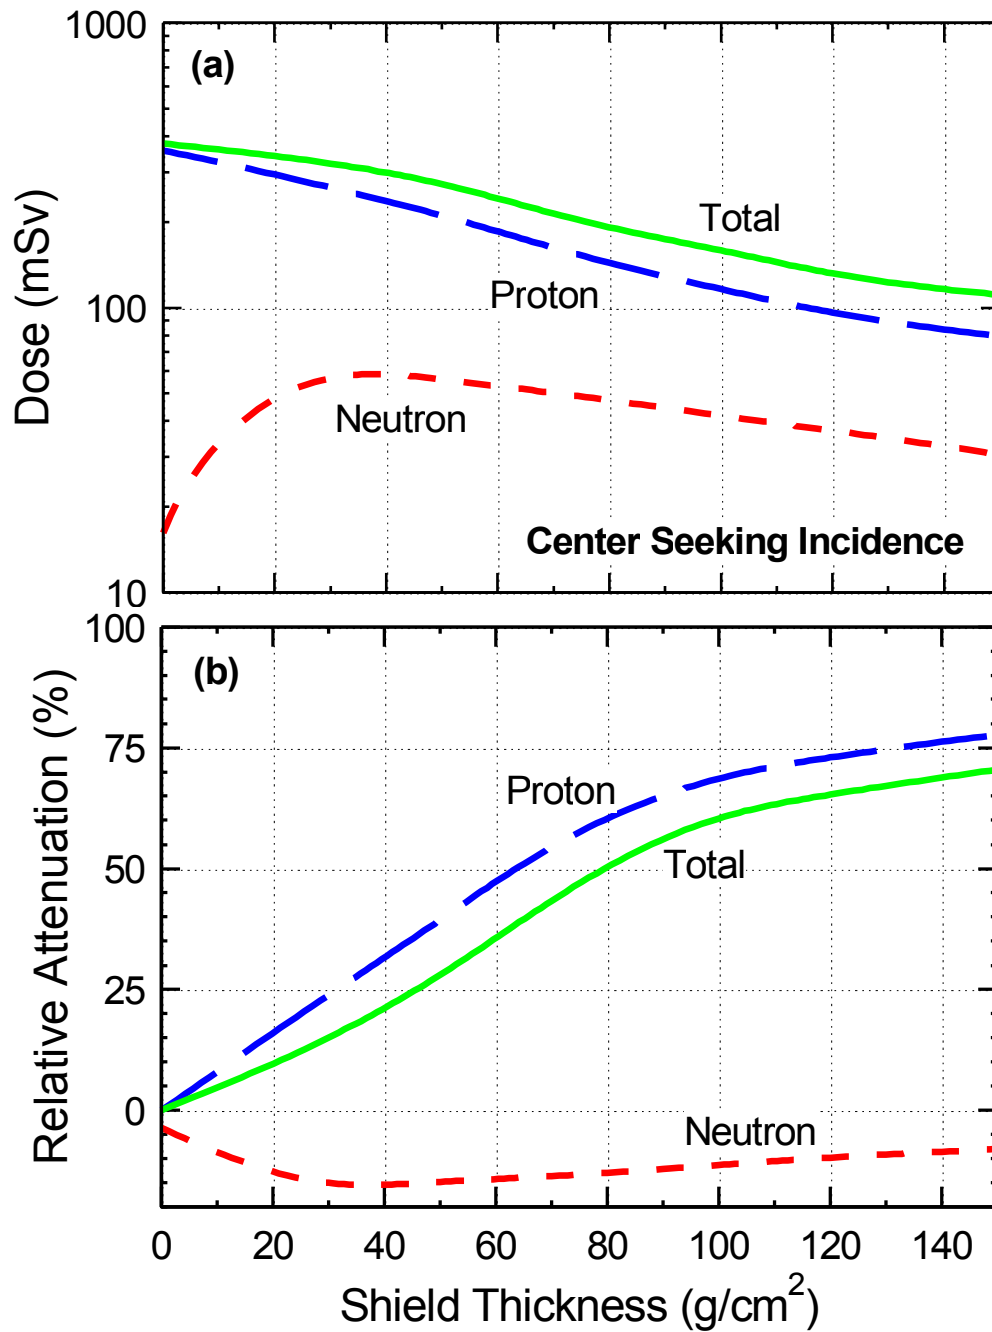 1000
(a)
Total
Proton
100
Dose (mSv)
Neutron
Center Seeking Incidence
10
100
(b)
75
Proton
Total
50
Relative Attenuation (%)
25
0
Neutron
0 20 40 60 80 100 120 140
Shield Thickness (g/cm²)